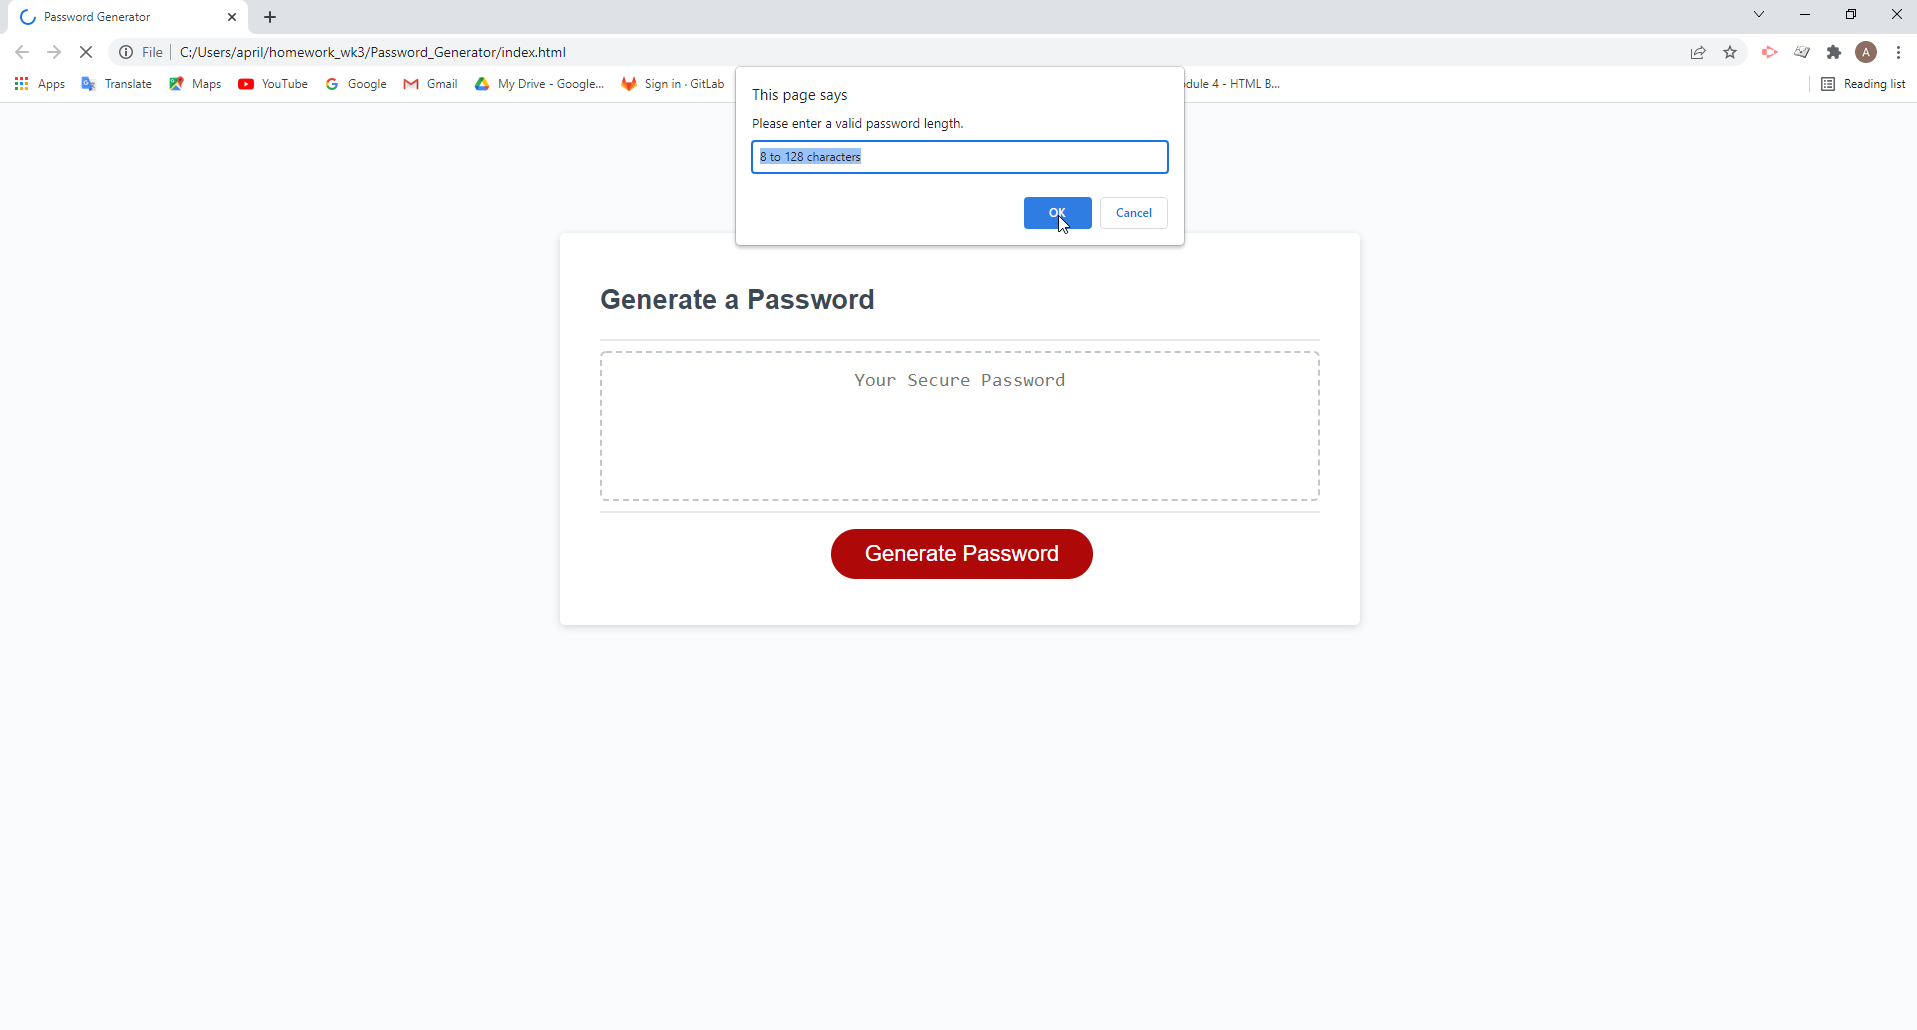 Password Generator
File C:/Users/april/homework_wk3/Password_Generator/index.html
A
Apps Translate Maps YouTube Google Gmail My Drive - Google... Sign in · GitLab dule 4 - HTML B... Reading list
This page says
Please enter a valid password length.
8 to 128 characters
OK Cancel
Generate a Password
Your Secure Password
Generate Password